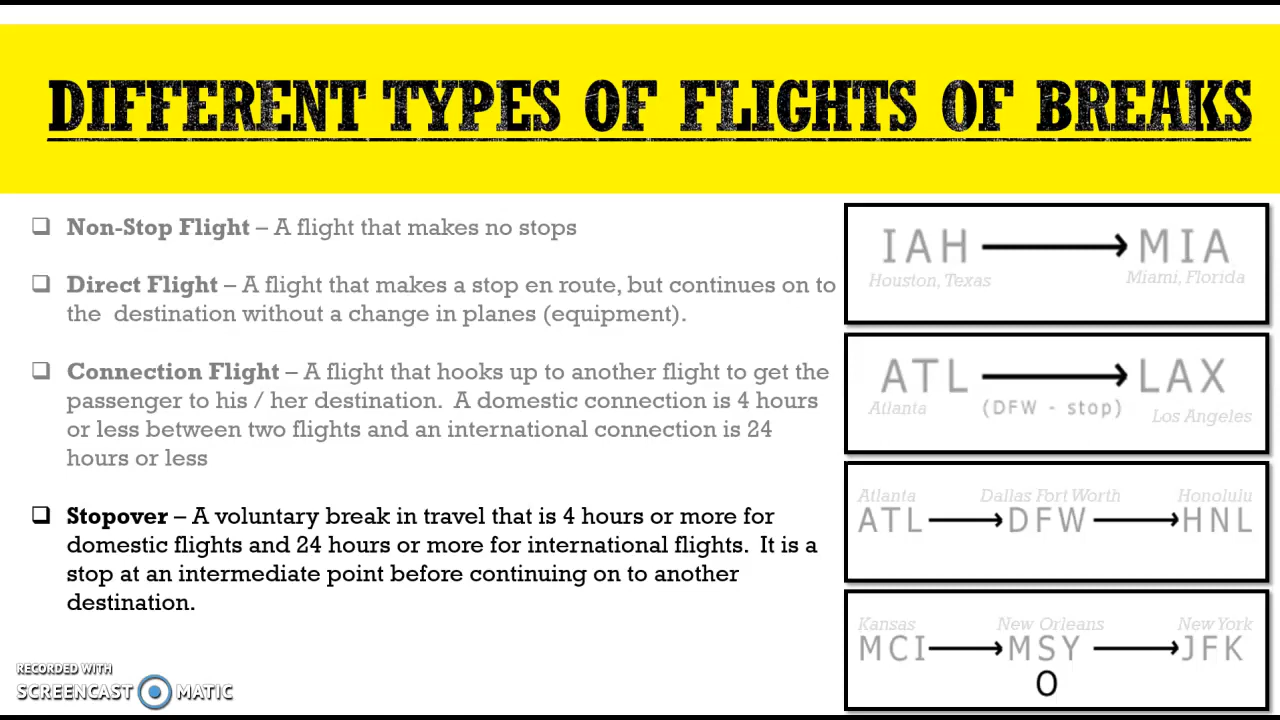 DIFFERENT TYPES OF FLIGHTS OF BREAKS
❑ Non-Stop Flight – A flight that makes no stops
❑ Direct Flight – A flight that makes a stop en route, but continues on to
the destination without a change in planes (equipment).
❑ Connection Flight – A flight that hooks up to another flight to get the
passenger to his / her destination. A domestic connection is 4 hours
or less between two flights and an international connection is 24
hours or less
❑ Stopover – A voluntary break in travel that is 4 hours or more for
domestic flights and 24 hours or more for international flights. It is a
stop at an intermediate point before continuing on to another
destination.
IAH → MIA
Houston, Texas Miami, Florida
ATL → LAX
Atlanta (DFW - stop) Los Angeles
Atlanta Dallas Fort Worth Honolulu
ATL → DFW → HNL
Kansas New Orleans New York
MCI → MSY → JFK
O
RECORDED WITH
SCREENCAST MATIC